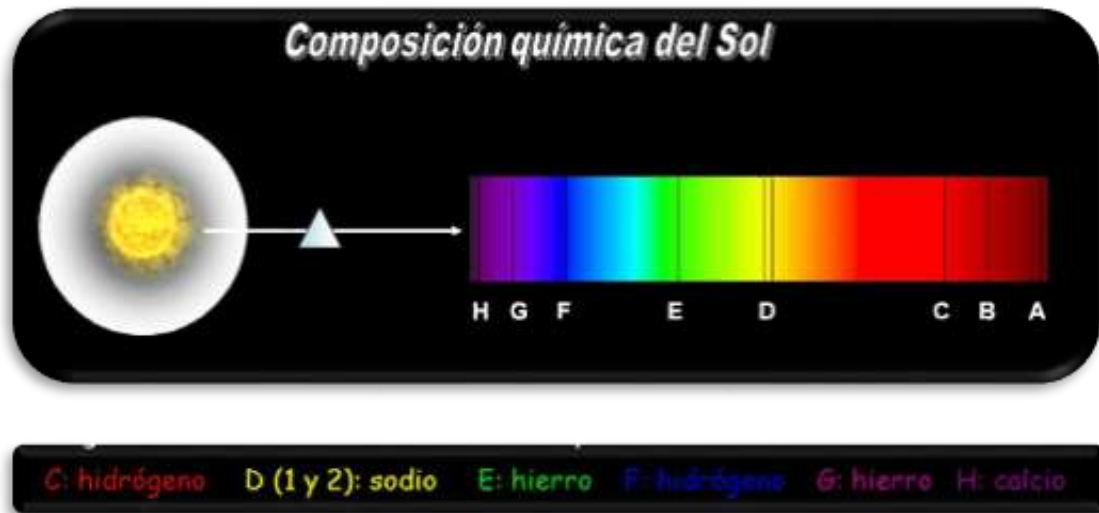 Composición química del Sol
H G F E D C B A
C: hidrógeno D (1 y 2): sodio E: hierro F: hidrógeno G: hierro H: calcio